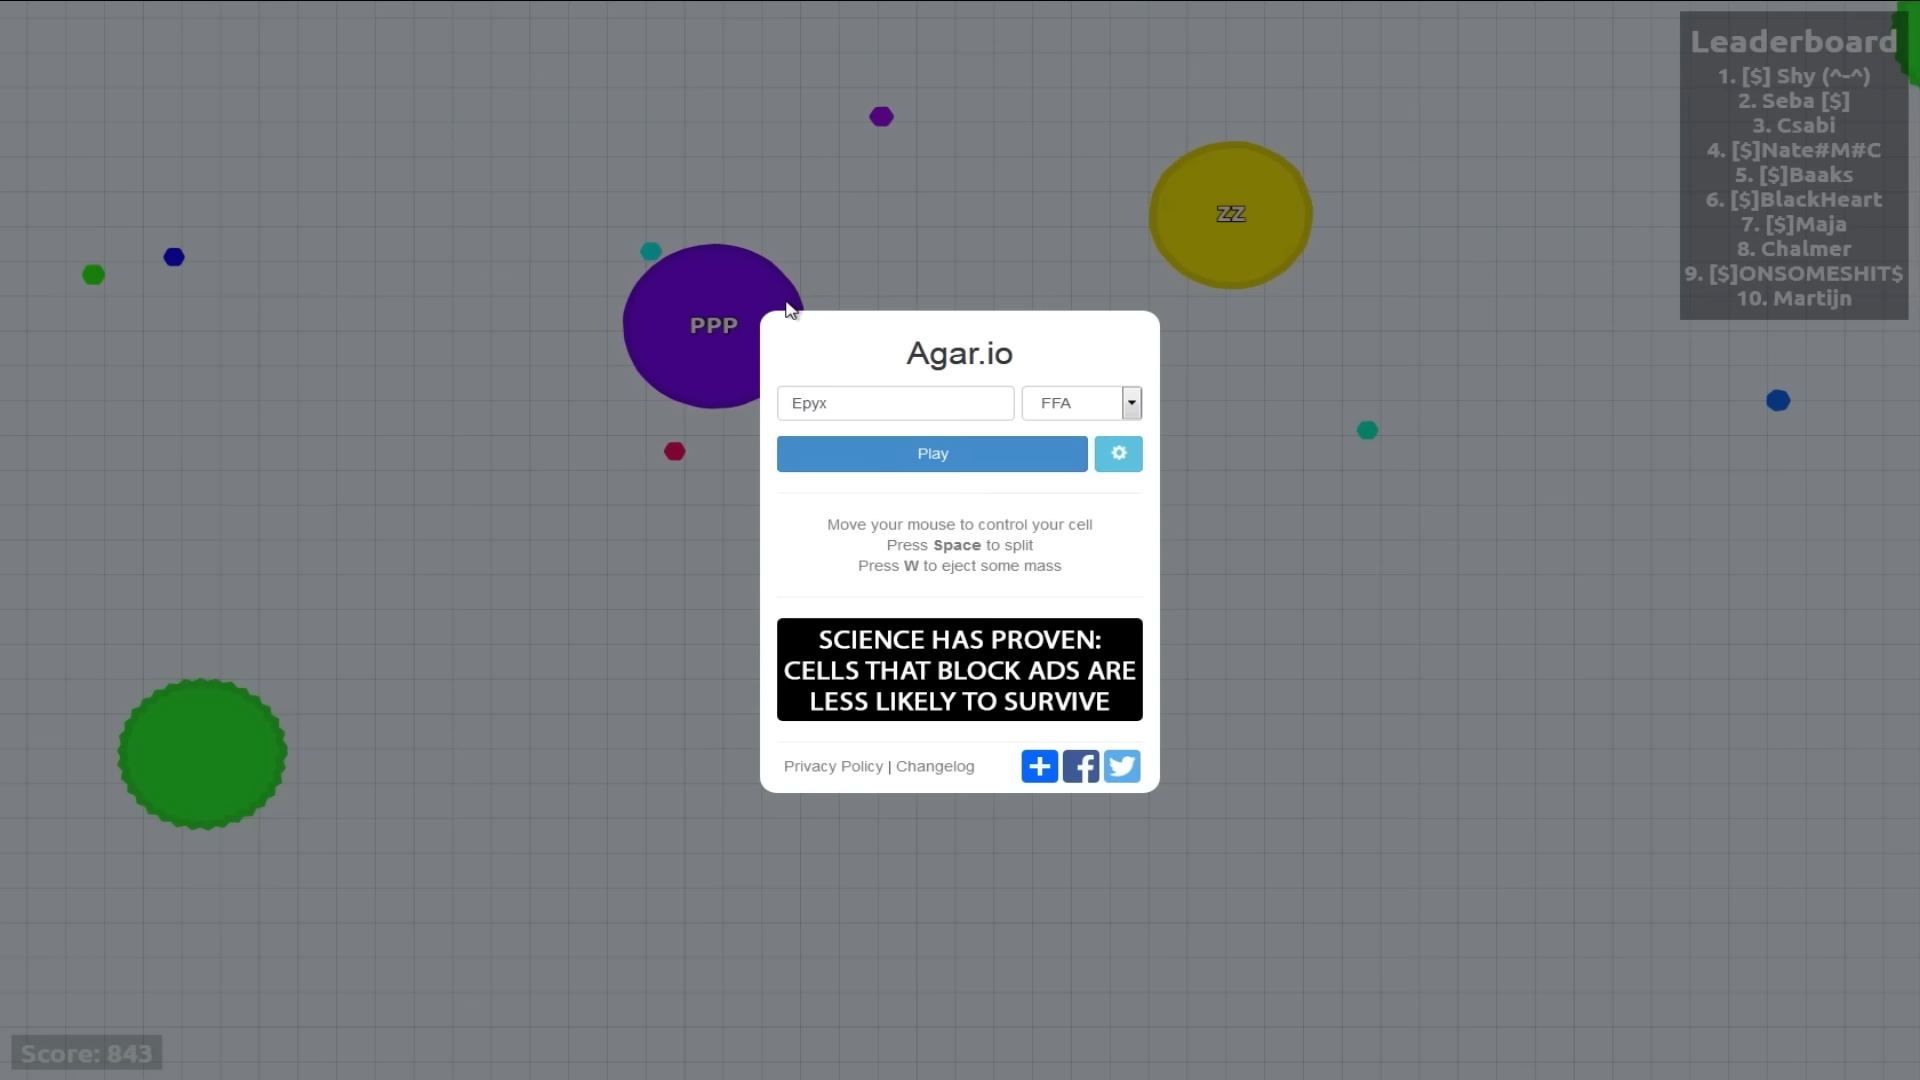 Leaderboard
1. [$] Shy (^-^)
2. Seba [$]
3. Csabi
4. [$]Nate#M#C
5. [$]Baaks
6. [$]BlackHeart
7. [$]Maja
8. Chalmer
9. [$]ONSOMESHIT$
10. Martijn
ZZ
PPP
Agar.io
Epyx
FFA
Play
Move your mouse to control your cell
Press Space to split
Press W to eject some mass
SCIENCE HAS PROVEN:
CELLS THAT BLOCK ADS ARE
LESS LIKELY TO SURVIVE
Privacy Policy | Changelog
Score: 843